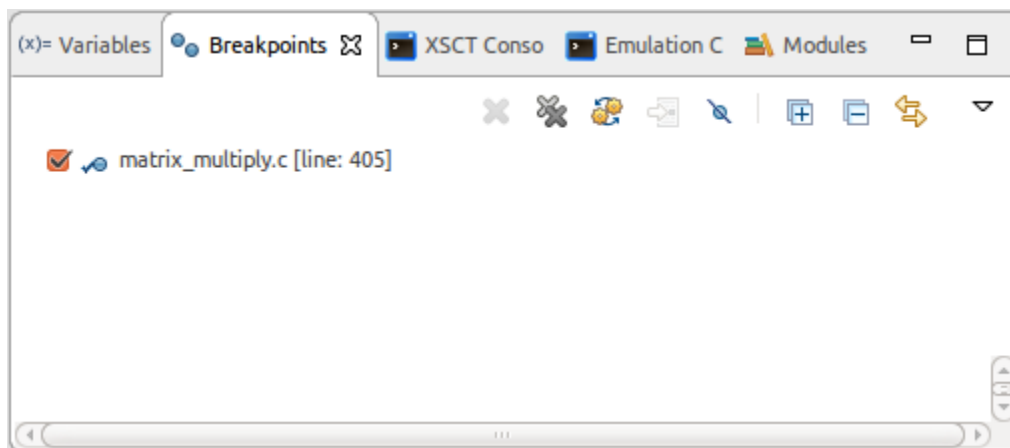 (x)= Variables Breakpoints XSCT Conso Emulation C Modules
matrix_multiply.c [line: 405]